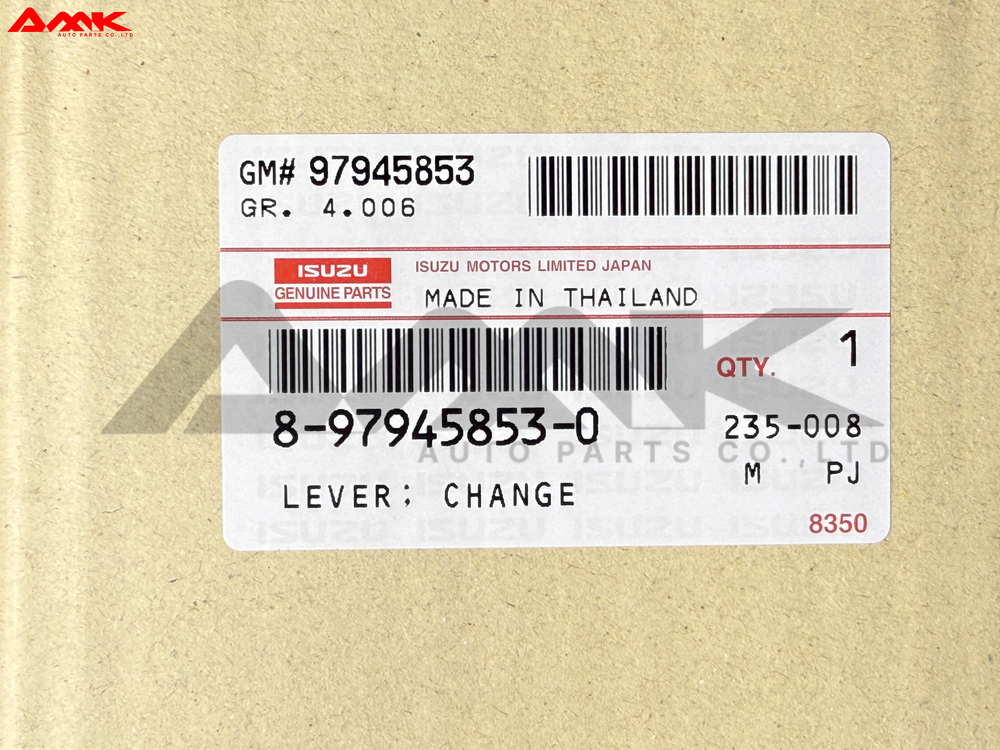 AMK
AUTO PARTS CO.,LTD
GM# 97945853
GR. 4.006
ISUZU
GENUINE PARTS
ISUZU MOTORS LIMITED JAPAN
MADE IN THAILAND
QTY. 1
8-97945853-0
235-008
AMK
AUTO PARTS CO.,LTD
M PJ
LEVER; CHANGE
8350